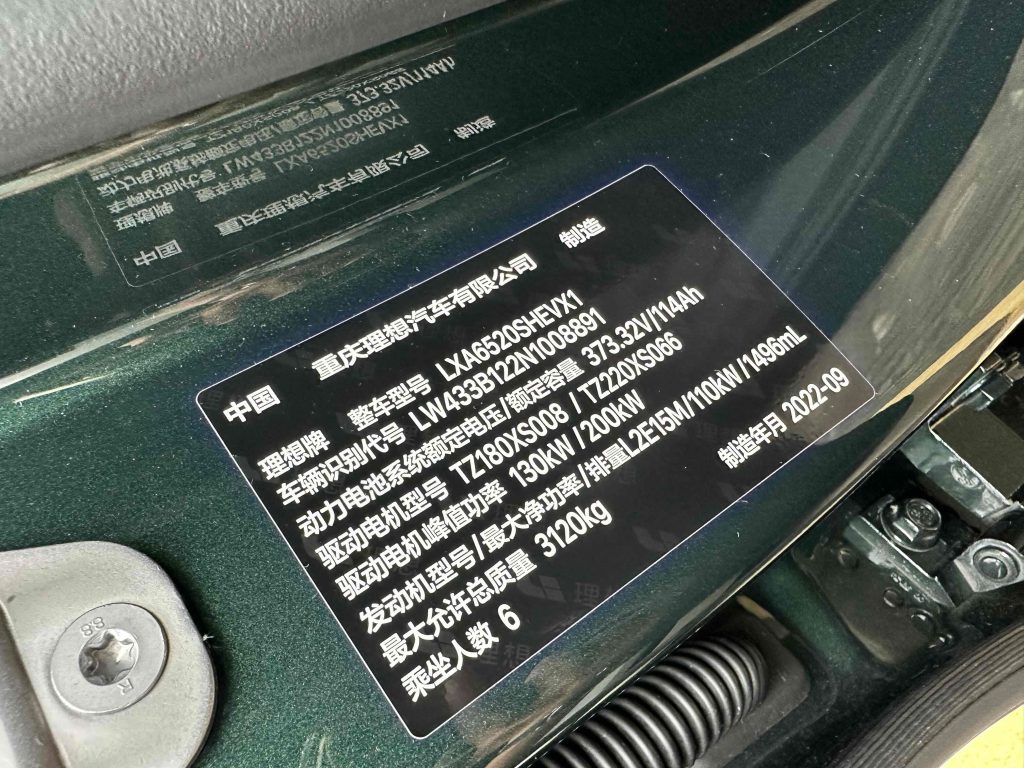 中国 重庆理想汽车有限公司 制造
理想牌 整车型号 LXA6520SHEVX1
车辆识别代号 LW433B122N1008891
动力电池系统额定电压/额定容量 373.32V/114Ah
驱动电机型号 TZ180XS008 / TZ220XS066
驱动电机峰值功率 130kW / 200kW
发动机型号/最大净功率/排量L2E15M/110kW/1496mL
最大允许总质量 3120kg
乘坐人数 6 制造年月 2022-09
88
R